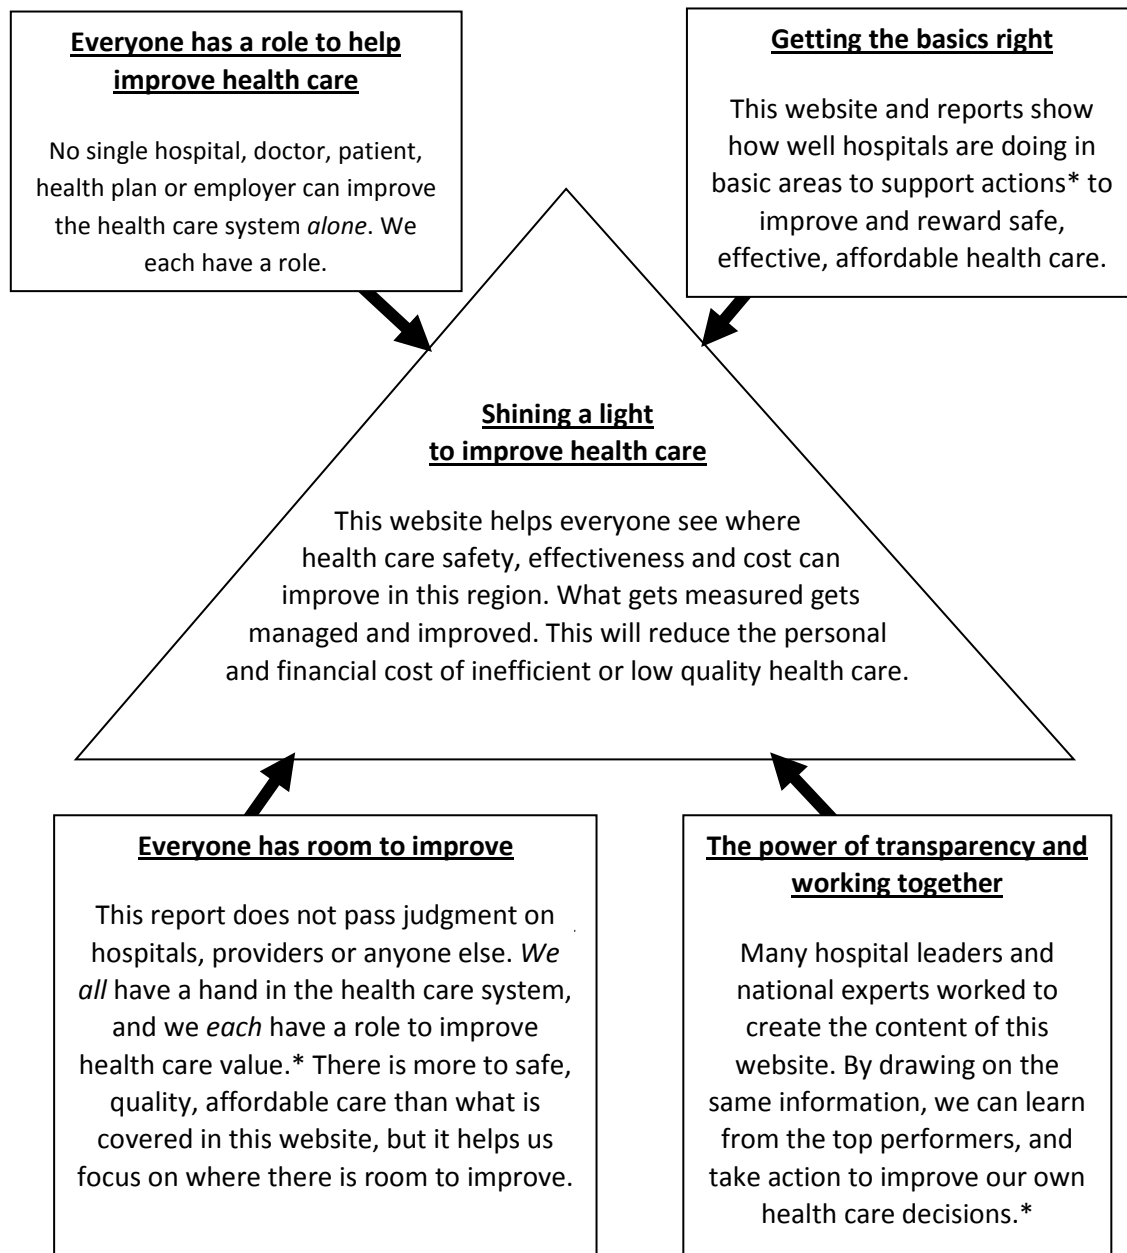 Everyone has a role to help
improve health care
No single hospital, doctor, patient,
health plan or employer can improve
the health care system alone. We
each have a role.
Getting the basics right
This website and reports show
how well hospitals are doing in
basic areas to support actions* to
improve and reward safe,
effective, affordable health care.
Shining a light
to improve health care
This website helps everyone see where
health care safety, effectiveness and cost can
improve in this region. What gets measured gets
managed and improved. This will reduce the personal
and financial cost of inefficient or low quality health care.
Everyone has room to improve
This report does not pass judgment on
hospitals, providers or anyone else. We
all have a hand in the health care system,
and we each have a role to improve
health care value.* There is more to safe,
quality, affordable care than what is
covered in this website, but it helps us
focus on where there is room to improve.
The power of transparency and
working together
Many hospital leaders and
national experts worked to
create the content of this
website. By drawing on the
same information, we can learn
from the top performers, and
take action to improve our own
health care decisions.*